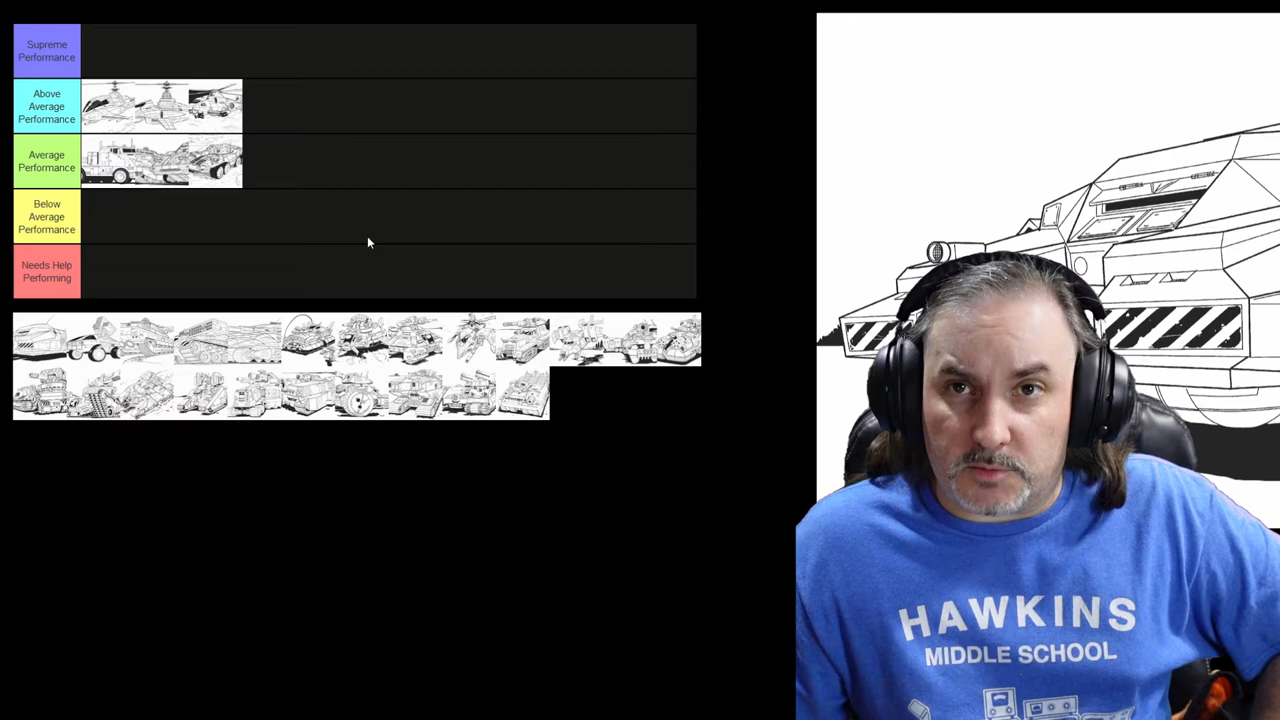 Supreme
Performance
Above
Average
Performance
Average
Performance
Below
Average
Performance
Needs Help
Performing
HAWKINS
MIDDLE SCHOOL